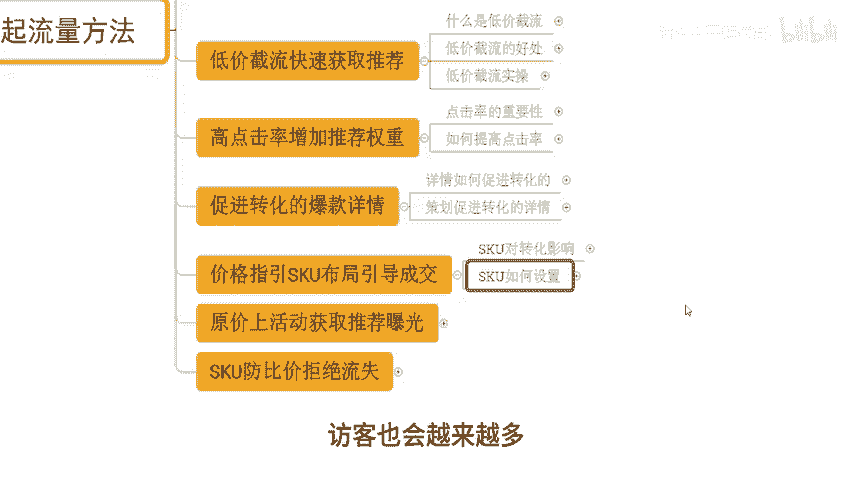 起流量方法
什么是低价截流
低价截流快速获取推荐
低价截流的好处
低价截流实操
点击率的重要性
高点击率增加推荐权重
如何提高点击率
详情如何促进转化的
促进转化的爆款详情
策划促进转化的详情
SKU对转化影响
价格指引SKU布局引导成交
SKU如何设置
原价上活动获取推荐曝光
SKU防比价拒绝流失
访客也会越来越多
bilibili